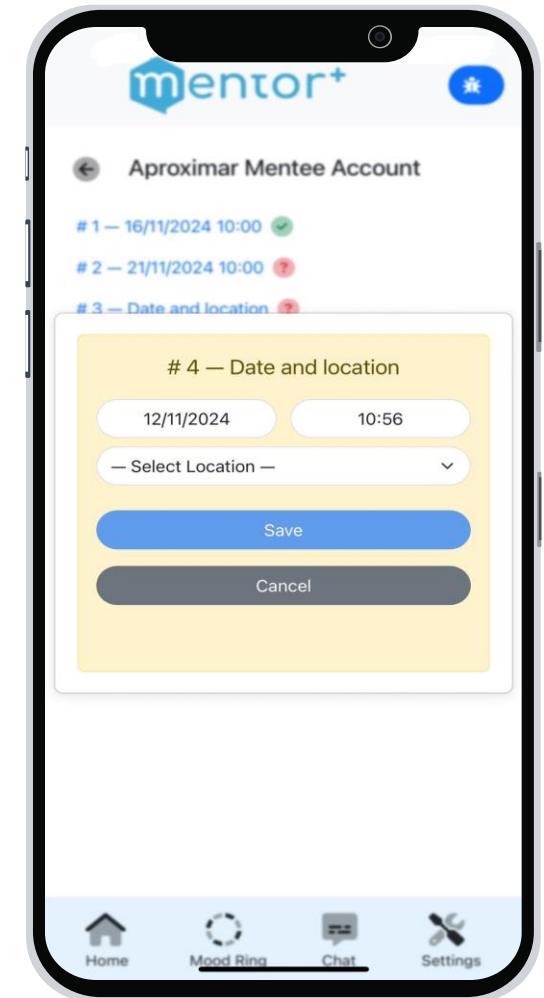 mentor+
Aproximar Mentee Account
# 1 — 16/11/2024 10:00
# 2 — 21/11/2024 10:00 ?
# 3 — Date and location ?
# 4 — Date and location
12/11/2024 10:56
— Select Location —
Save
Cancel
Home Mood Ring Chat Settings